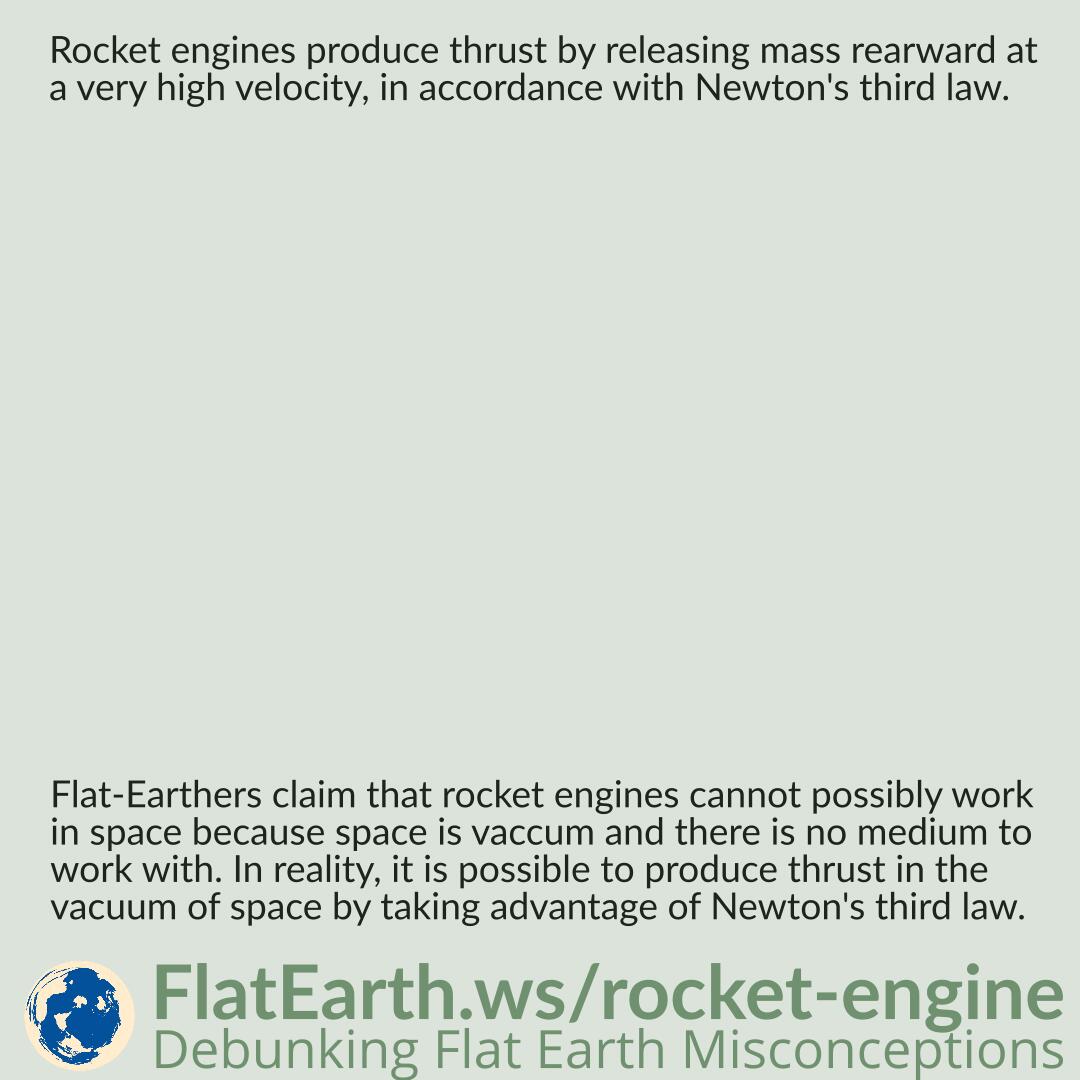 Rocket engines produce thrust by releasing mass rearward at
a very high velocity, in accordance with Newton's third law.
Flat-Earthers claim that rocket engines cannot possibly work
in space because space is vaccum and there is no medium to
work with. In reality, it is possible to produce thrust in the
vacuum of space by taking advantage of Newton's third law.
FlatEarth.ws/rocket-engine
Debunking Flat Earth Misconceptions